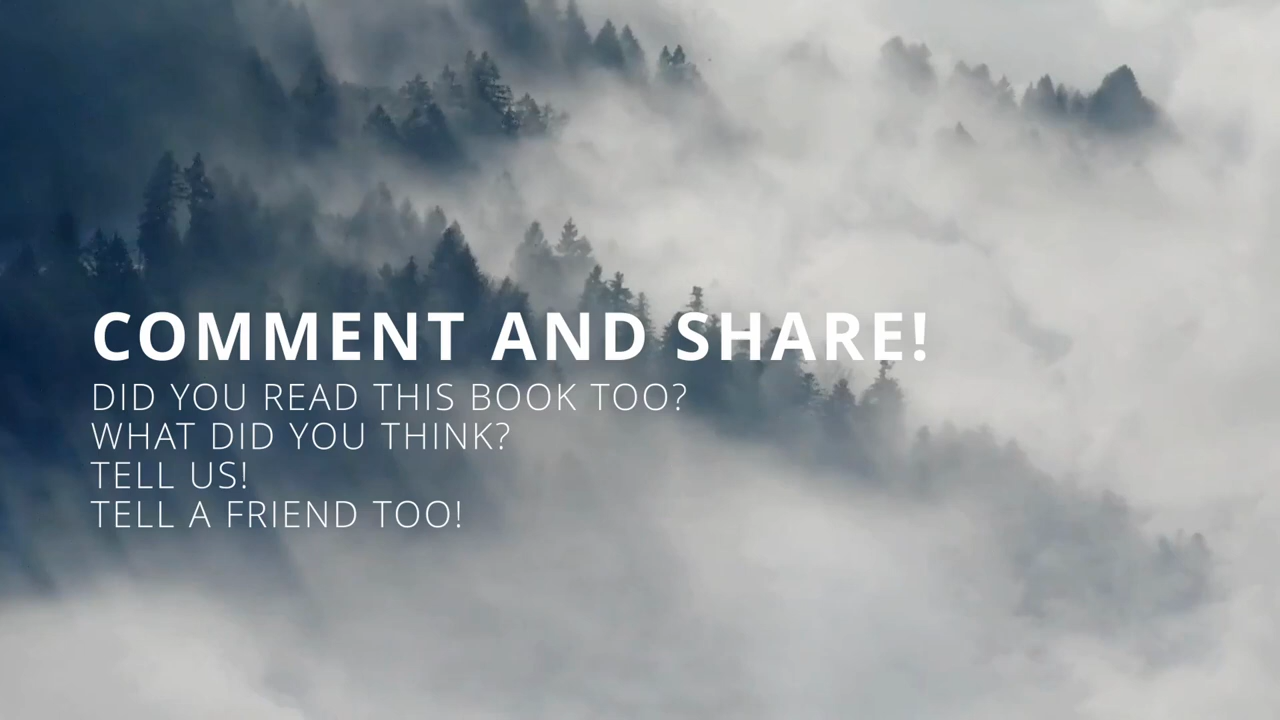 COMMENT AND SHARE!
DID YOU READ THIS BOOK TOO?
WHAT DID YOU THINK?
TELL US!
TELL A FRIEND TOO!